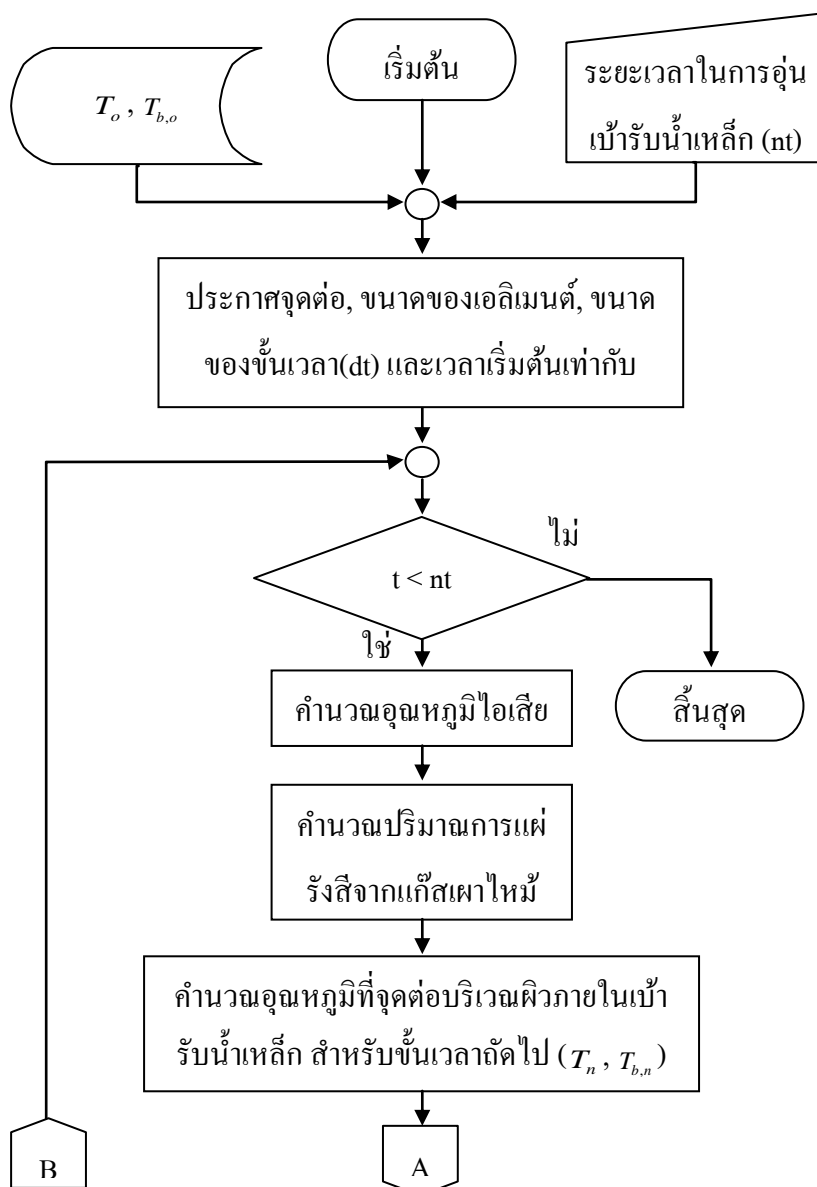 เริ่มต้น
T_o , T_{b,o}
ระยะเวลาในการอุ่น
เบ้ารับน้ำเหล็ก (nt)
ประกาศจุดต่อ, ขนาดของเอลิเมนต์, ขนาด
ของขั้นเวลา(dt) และเวลาเริ่มต้นเท่ากับ
t < nt
ไม่
ใช่
คำนวณอุณหภูมิไอเสีย
สิ้นสุด
คำนวณปริมาณการแผ่
รังสีจากแก๊สเผาไหม้
คำนวณอุณหภูมิที่จุดต่อบริเวณผิวภายในเบ้า
รับน้ำเหล็ก สำหรับขั้นเวลาถัดไป (T_n , T_{b,n})
B
A